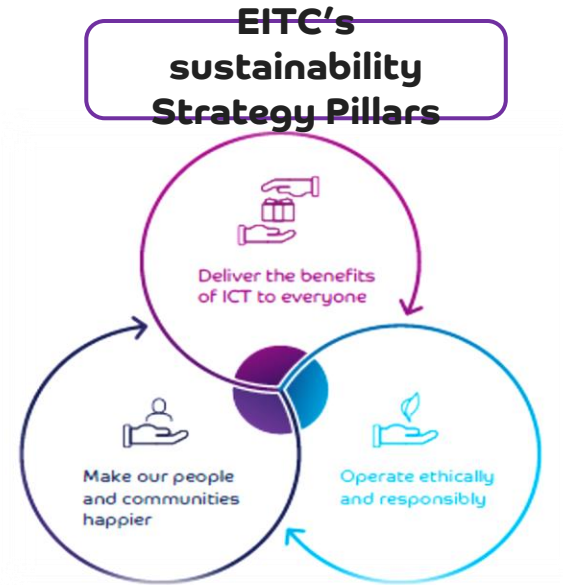 EITC's
sustainability
Strategy Pillars
Deliver the benefits
of ICT to everyone
Make our people
and communities
happier
Operate ethically
and responsibly